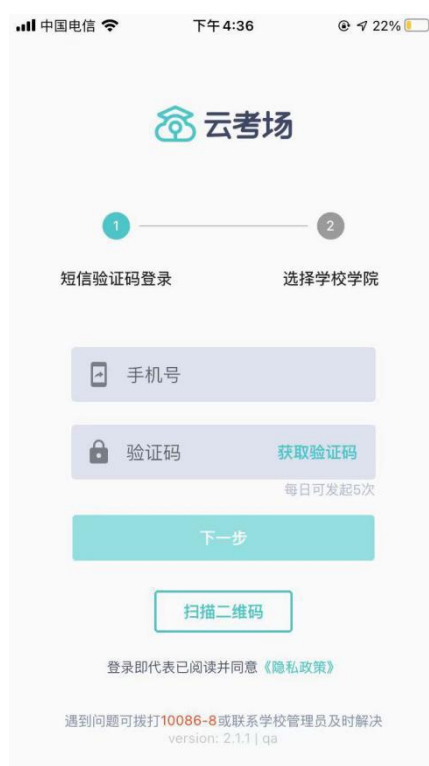 中国电信 下午4:36 22%
云考场
1 2
短信验证码登录 选择学校学院
手机号
验证码 获取验证码
每日可发起5次
下一步
扫描二维码
登录即代表已阅读并同意《隐私政策》
遇到问题可拨打10086-8或联系学校管理员及时解决
version: 2.1.1 | qa